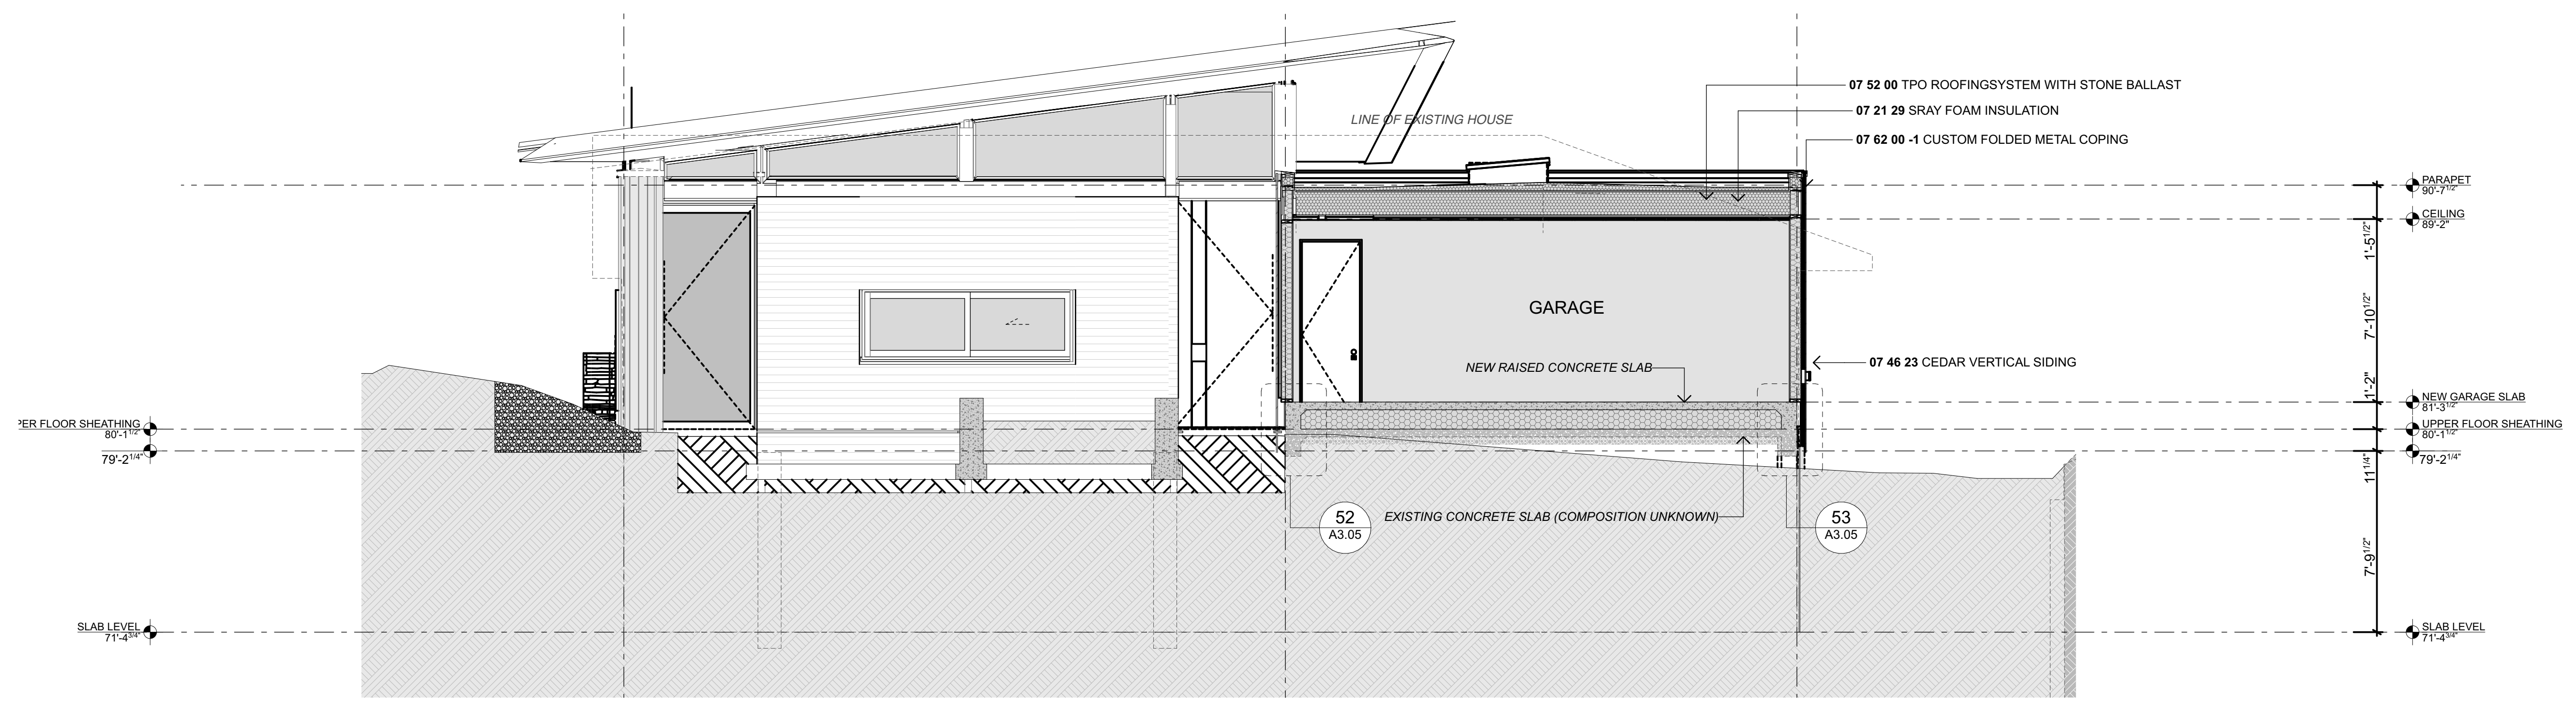 07 52 00 TPO ROOFINGSYSTEM WITH STONE BALLAST
07 21 29 SRAY FOAM INSULATION
LINE OF EXISTING HOUSE
07 62 00 -1 CUSTOM FOLDED METAL COPING
PARAPET
90'-7 1/2"
CEILING
89'-2"
1'-5 1/2"
GARAGE
7'-10 1/2"
07 46 23 CEDAR VERTICAL SIDING
NEW RAISED CONCRETE SLAB
1'-2"
NEW GARAGE SLAB
81'-3 1/2"
PER FLOOR SHEATHING
80'-1 1/2"
UPPER FLOOR SHEATHING
80'-1 1/2"
79'-2 1/4"
79'-2 1/4"
11 1/4"
52
A3.05
EXISTING CONCRETE SLAB (COMPOSITION UNKNOWN)
53
A3.05
7'-9 1/2"
SLAB LEVEL
71'-4 3/4"
SLAB LEVEL
71'-4 3/4"